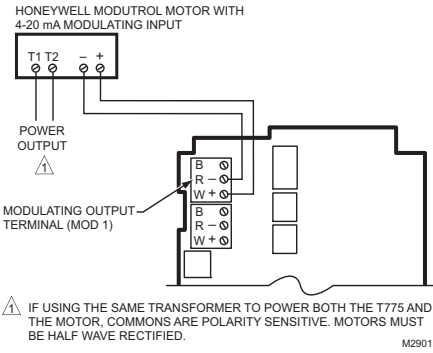 HONEYWELL MODUTROL MOTOR WITH
4-20 mA MODULATING INPUT
T1 T2 – +
POWER
OUTPUT
1
B
R –
W +
MODULATING OUTPUT
TERMINAL (MOD 1)
B
R –
W +
1 IF USING THE SAME TRANSFORMER TO POWER BOTH THE T775 AND
THE MOTOR, COMMONS ARE POLARITY SENSITIVE. MOTORS MUST
BE HALF WAVE RECTIFIED.
M2901